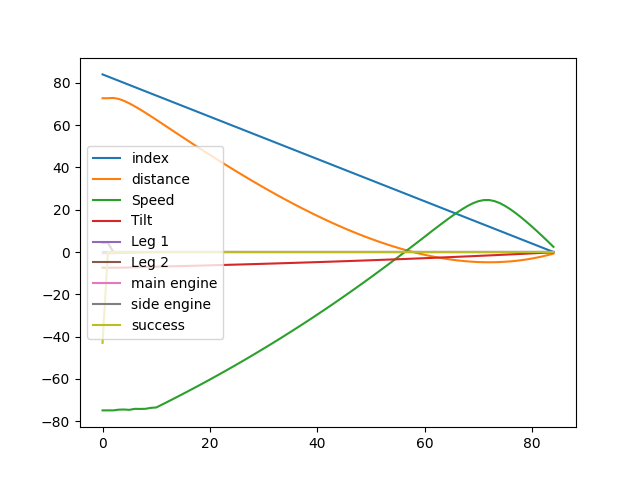 80
60
40
20
0
−20
−40
−60
−80
index
distance
Speed
Tilt
Leg 1
Leg 2
main engine
side engine
success
0 20 40 60 80